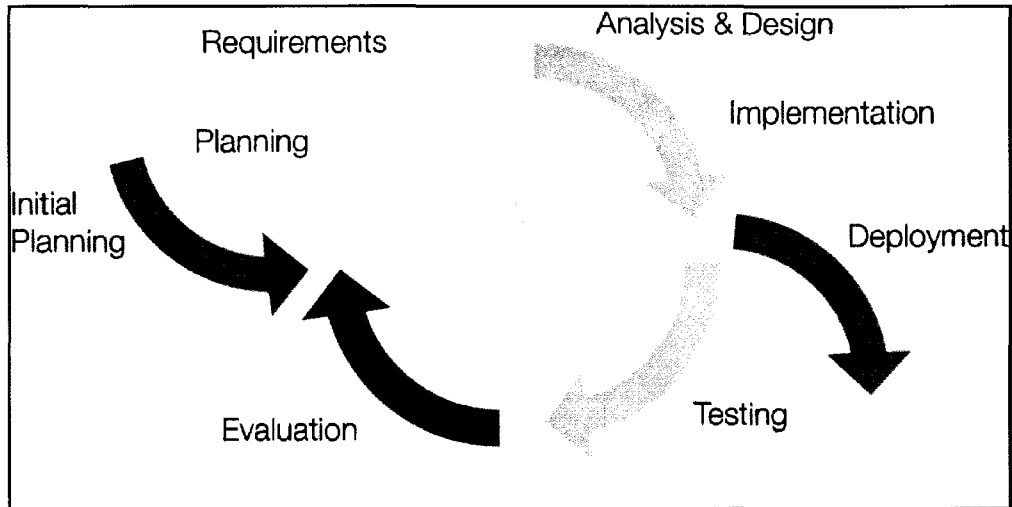 Requirements
Analysis & Design
Planning
Implementation
Initial
Planning
Deployment
Evaluation
Testing